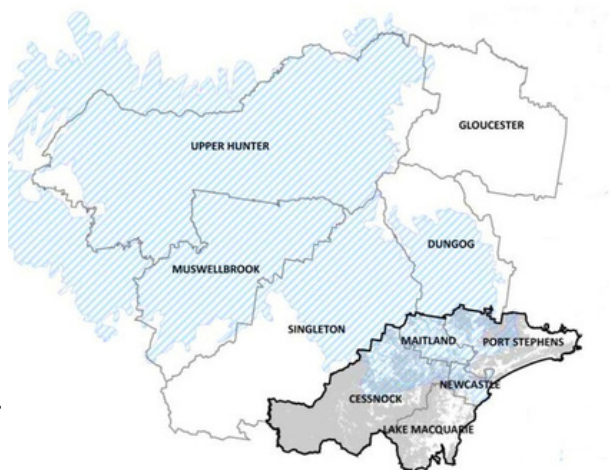 GLOUCESTER
UPPER HUNTER
DUNGOG
MUSWELLBROOK
SINGLETON
MAITLAND
PORT STEPHENS
NEWCASTLE
CESSNOCK
LAKE MACQUARIE